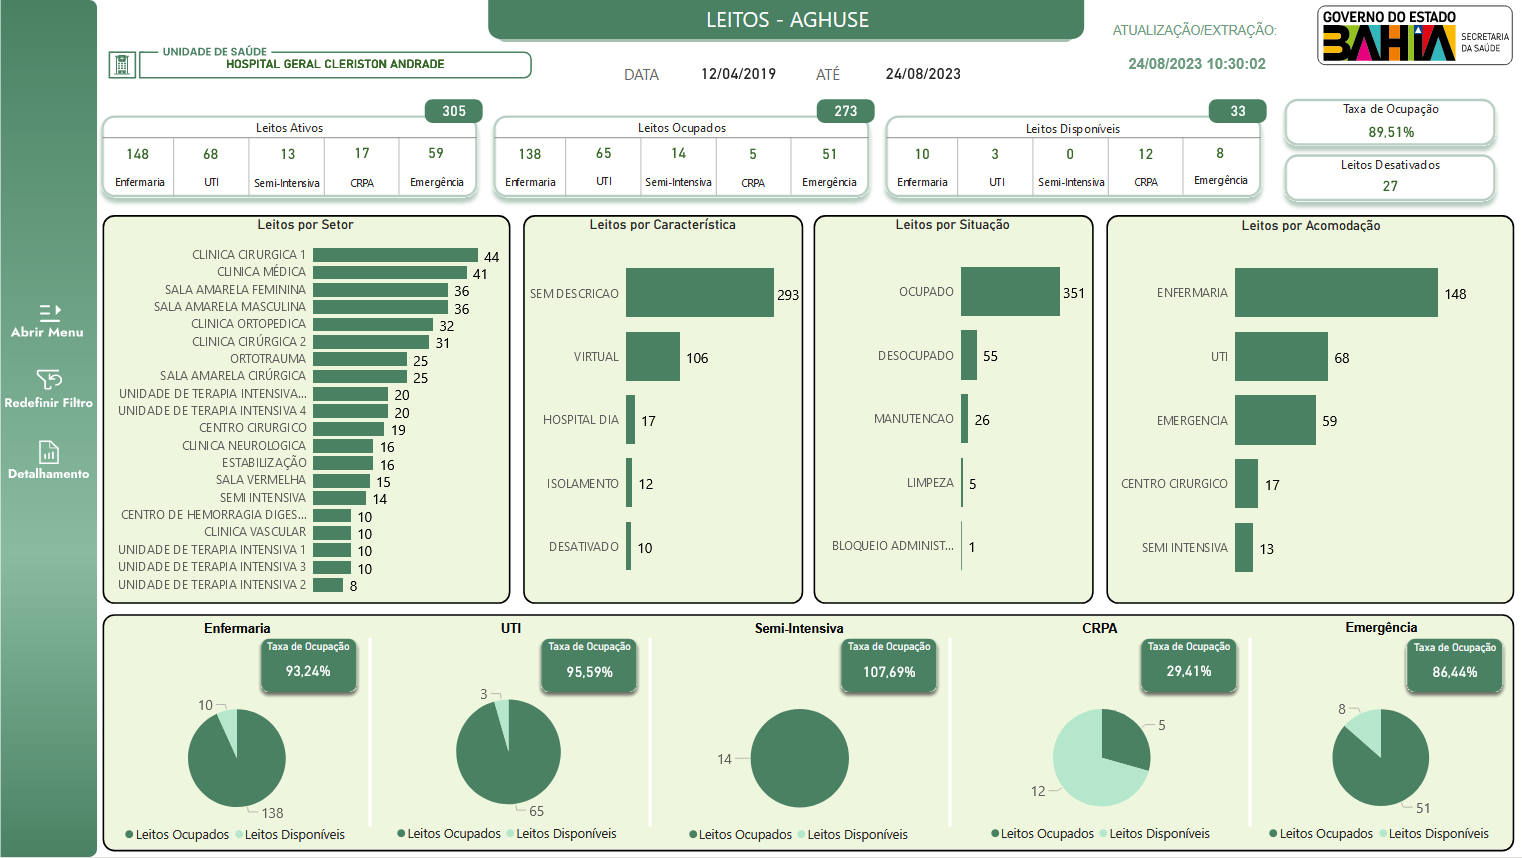 LEITOS - AGHUSE
ATUALIZAÇÃO/EXTRAÇÃO:
24/08/2023 10:30:02
GOVERNO DO ESTADO
BAHIA
SECRETARIA
DA SAÚDE
UNIDADE DE SAÚDE
HOSPITAL GERAL CLERISTON ANDRADE
DATA 12/04/2019 ATÉ 24/08/2023
Abrir Menu
Redefinir Filtro
Detalhamento
305
Leitos Ativos
148 68 13 17 59
Enfermaria UTI Semi-Intensiva CRPA Emergência
273
Leitos Ocupados
138 65 14 5 51
Enfermaria UTI Semi-Intensiva CRPA Emergência
33
Leitos Disponíveis
10 3 0 12 8
Enfermaria UTI Semi-Intensiva CRPA Emergência
Taxa de Ocupação
89,51%
Leitos Desativados
27
Leitos por Setor
CLINICA CIRURGICA 1 44
CLINICA MÉDICA 41
SALA AMARELA FEMININA 36
SALA AMARELA MASCULINA 36
CLINICA ORTOPEDICA 32
CLINICA CIRÚRGICA 2 31
ORTOTRAUMA 25
SALA AMARELA CIRÚRGICA 25
UNIDADE DE TERAPIA INTENSIVA... 20
UNIDADE DE TERAPIA INTENSIVA 4 20
CENTRO CIRURGICO 19
CLINICA NEUROLOGICA 16
ESTABILIZAÇÃO 16
SALA VERMELHA 15
SEMI INTENSIVA 14
CENTRO DE HEMORRAGIA DIGES... 10
CLINICA VASCULAR 10
UNIDADE DE TERAPIA INTENSIVA 1 10
UNIDADE DE TERAPIA INTENSIVA 3 10
UNIDADE DE TERAPIA INTENSIVA 2 8
Leitos por Característica
SEM DESCRICAO 293
VIRTUAL 106
HOSPITAL DIA 17
ISOLAMENTO 12
DESATIVADO 10
Leitos por Situação
OCUPADO 351
DESOCUPADO 55
MANUTENCAO 26
LIMPEZA 5
BLOQUEIO ADMINIST... 1
Leitos por Acomodação
ENFERMARIA 148
UTI 68
EMERGENCIA 59
CENTRO CIRURGICO 17
SEMI INTENSIVA 13
Enfermaria
Taxa de Ocupação
93,24%
10
138
Leitos Ocupados Leitos Disponíveis
UTI
Taxa de Ocupação
95,59%
3
65
Leitos Ocupados Leitos Disponíveis
Semi-Intensiva
Taxa de Ocupação
107,69%
14
Leitos Ocupados Leitos Disponíveis
CRPA
Taxa de Ocupação
29,41%
5
12
Leitos Ocupados Leitos Disponíveis
Emergência
Taxa de Ocupação
86,44%
8
51
Leitos Ocupados Leitos Disponíveis